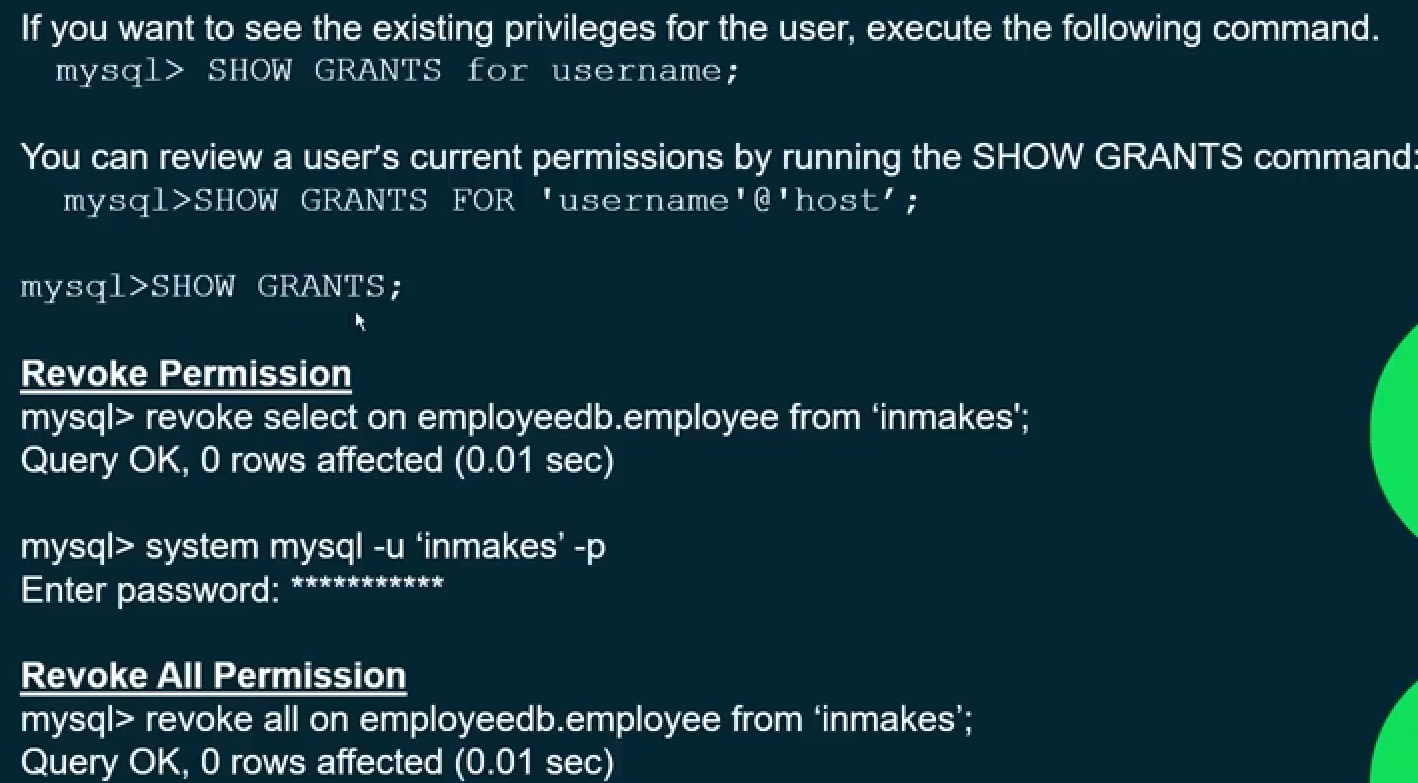 If you want to see the existing privileges for the user, execute the following command.
mysql> SHOW GRANTS for username;
You can review a user′s current permissions by running the SHOW GRANTS command:
mysql>SHOW GRANTS FOR 'username'@'host’;
mysql>SHOW GRANTS;
Revoke Permission
mysql> revoke select on employeedb.employee from ‘inmakes';
Query OK, 0 rows affected (0.01 sec)
mysql> system mysql -u ‘inmakes’ -p
Enter password: ***********
Revoke All Permission
mysql> revoke all on employeedb.employee from ‘inmakes’;
Query OK, 0 rows affected (0.01 sec)